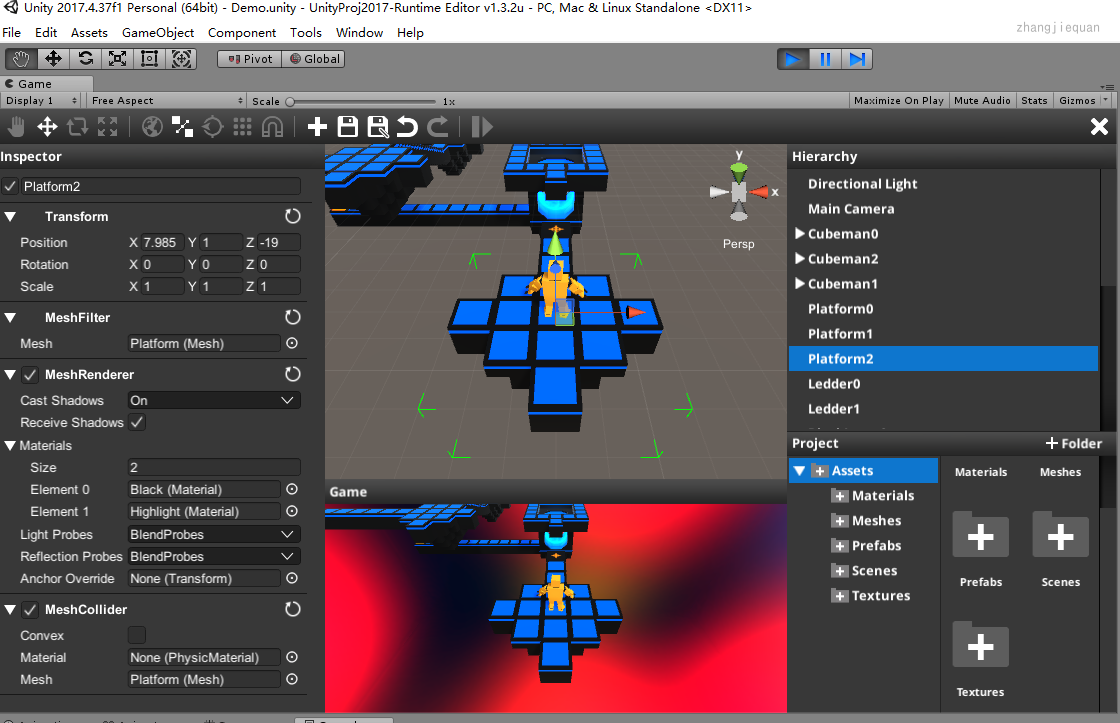 Unity 2017.4.37f1 Personal (64bit) - Demo.unity - UnityProj2017-Runtime Editor v1.3.2u - PC, Mac & Linux Standalone <DX11>
File Edit Assets GameObject Component Tools Window Help
zhangjiequan
Pivot Global
Game
Display 1 Free Aspect Scale 1x Maximize On Play Mute Audio Stats Gizmos
Inspector
Platform2
Transform
Position X 7.985 Y 1 Z -19
Rotation X 0 Y 0 Z 0
Scale X 1 Y 1 Z 1
MeshFilter
Mesh Platform (Mesh)
MeshRenderer
Cast Shadows On
Receive Shadows
Materials
Size 2
Element 0 Black (Material)
Element 1 Highlight (Material)
Light Probes BlendProbes
Reflection Probes BlendProbes
Anchor Override None (Transform)
MeshCollider
Convex
Material None (PhysicMaterial)
Mesh Platform (Mesh)
y
x
Persp
Game
Hierarchy
Directional Light
Main Camera
Cubeman0
Cubeman2
Cubeman1
Platform0
Platform1
Platform2
Ledder0
Ledder1
Project Folder
Assets
Materials
Meshes
Prefabs
Scenes
Textures
Materials Meshes
Prefabs Scenes
Textures